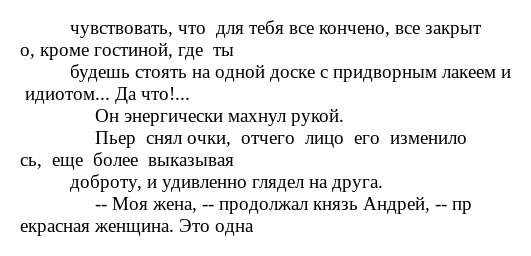 чувствовать, что  для тебя все кончено, все закрыт
о, кроме гостиной, где  ты
будешь стоять на одной доске с придворным лакеем и
идиотом... Да что!...
Он энергически махнул рукой.
Пьер  снял очки,  отчего  лицо  его  изменило
сь,  еще  более  выказывая
доброту, и удивленно глядел на друга.
-- Моя жена, -- продолжал князь Андрей, -- пр
екрасная женщина. Это одна